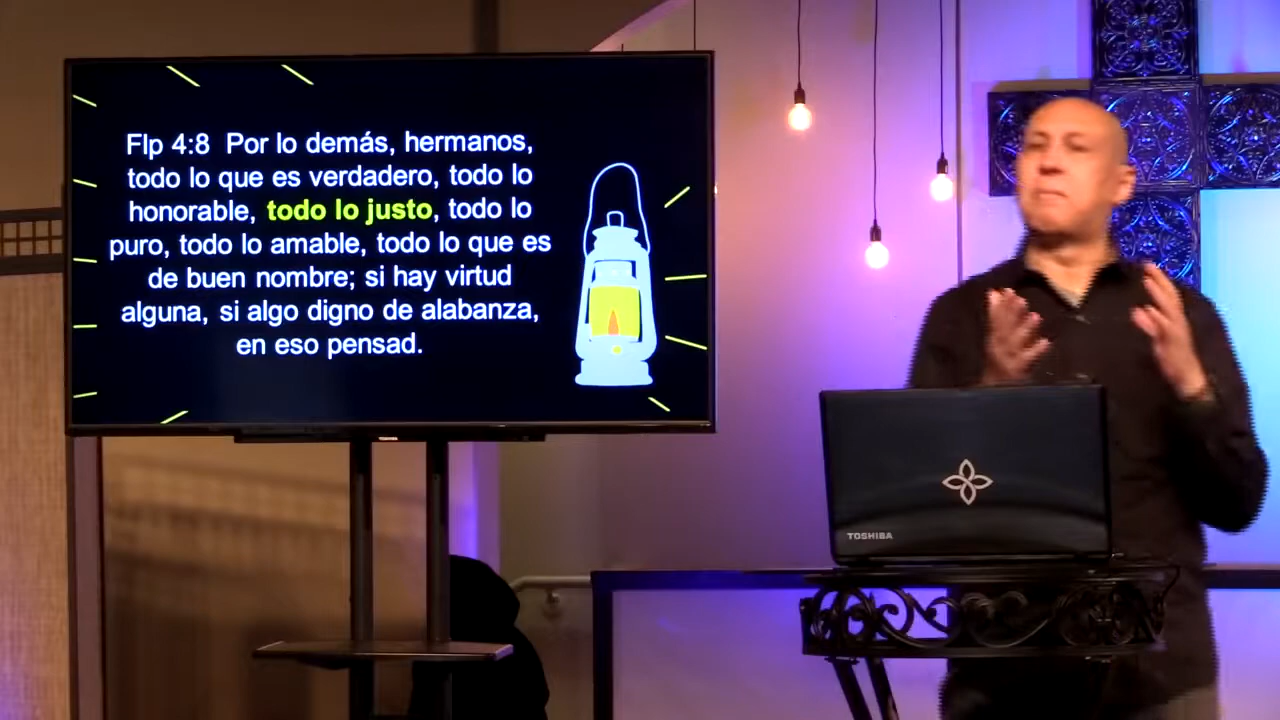 Flp 4:8  Por lo demás, hermanos,
todo lo que es verdadero, todo lo
honorable, todo lo justo, todo lo
puro, todo lo amable, todo lo que es
de buen nombre; si hay virtud
alguna, si algo digno de alabanza,
en eso pensad.
TOSHIBA
TOSHIBA